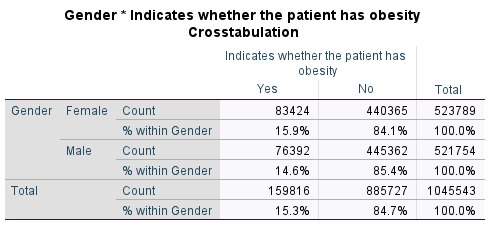 Gender * Indicates whether the patient has obesity
Crosstabulation
Indicates whether the patient has
obesity
Yes No Total
Gender Female Count 83424 440365 523789
% within Gender 15.9% 84.1% 100.0%
Male Count 76392 445362 521754
% within Gender 14.6% 85.4% 100.0%
Total Count 159816 885727 1045543
% within Gender 15.3% 84.7% 100.0%